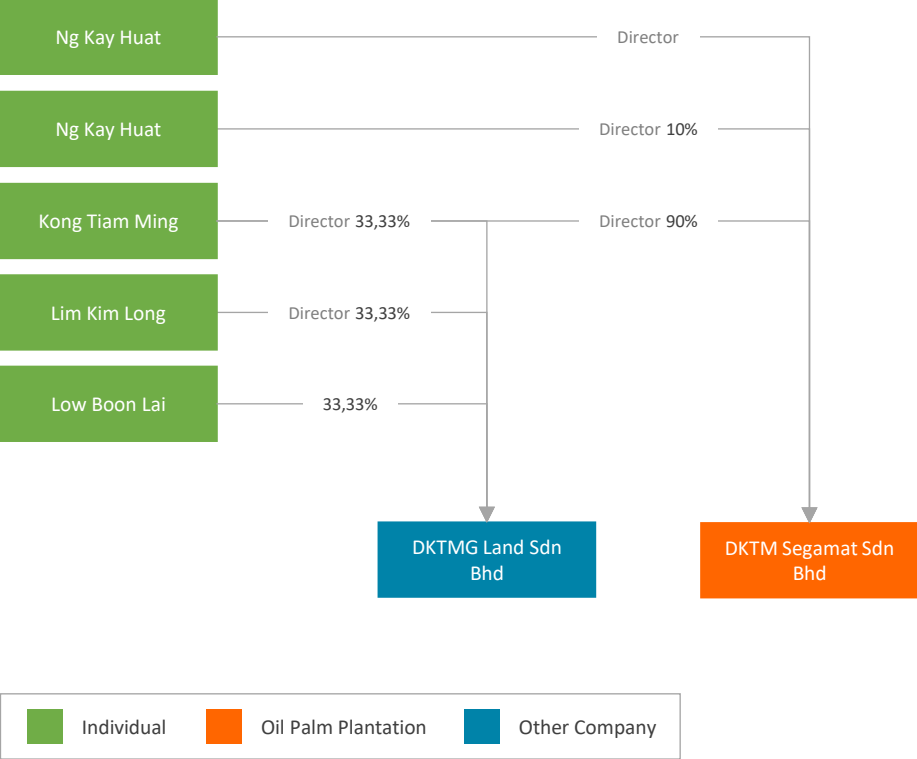 Ng Kay Huat
Director
Ng Kay Huat
Director 10%
Kong Tiam Ming
Director 33,33%
Director 90%
Lim Kim Long
Director 33,33%
Low Boon Lai
33,33%
DKTMG Land Sdn
Bhd
DKTM Segamat Sdn
Bhd
Individual
Oil Palm Plantation
Other Company